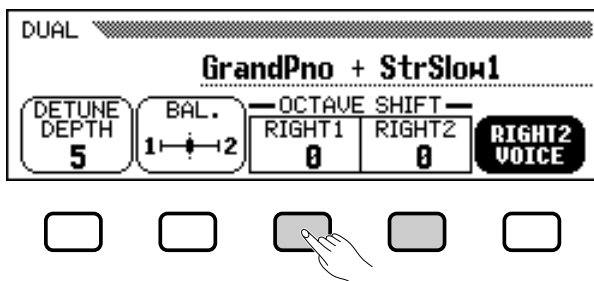 DUAL
GrandPno + StrSlow1
DETUNE
DEPTH
5
BAL.
1 2
OCTAVE SHIFT
RIGHT1
0
RIGHT2
0
RIGHT2
VOICE